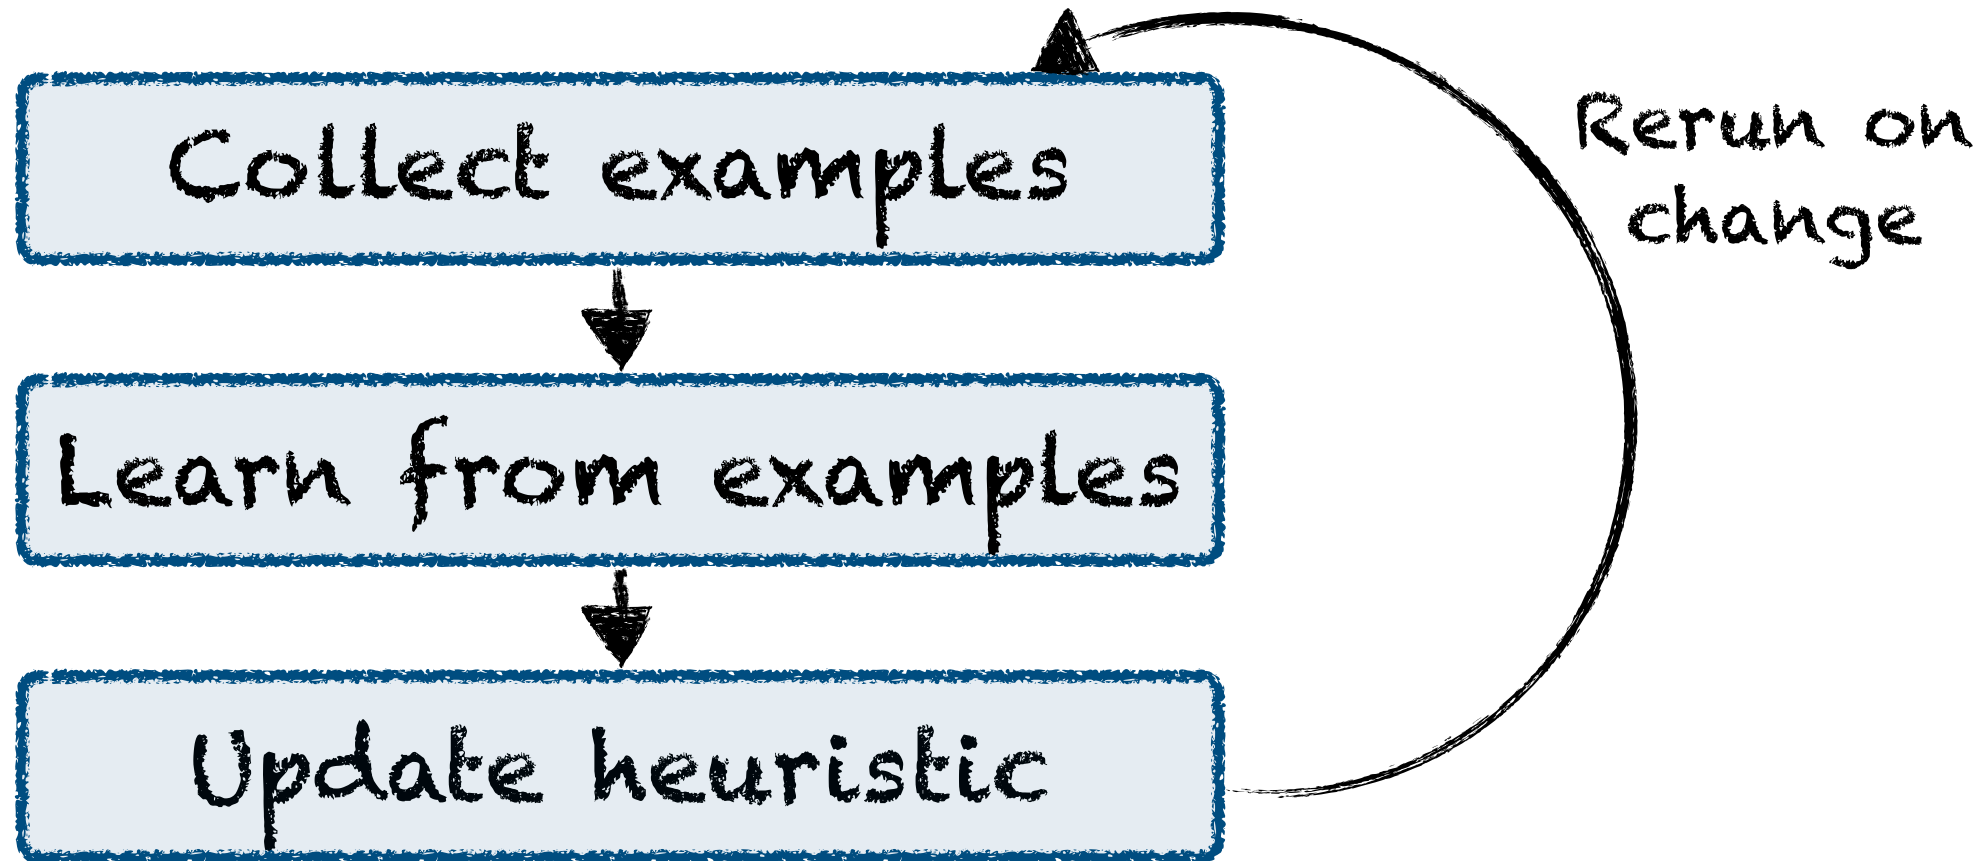 Collect examples
Rerun on
change
Learn from examples
Update heuristic